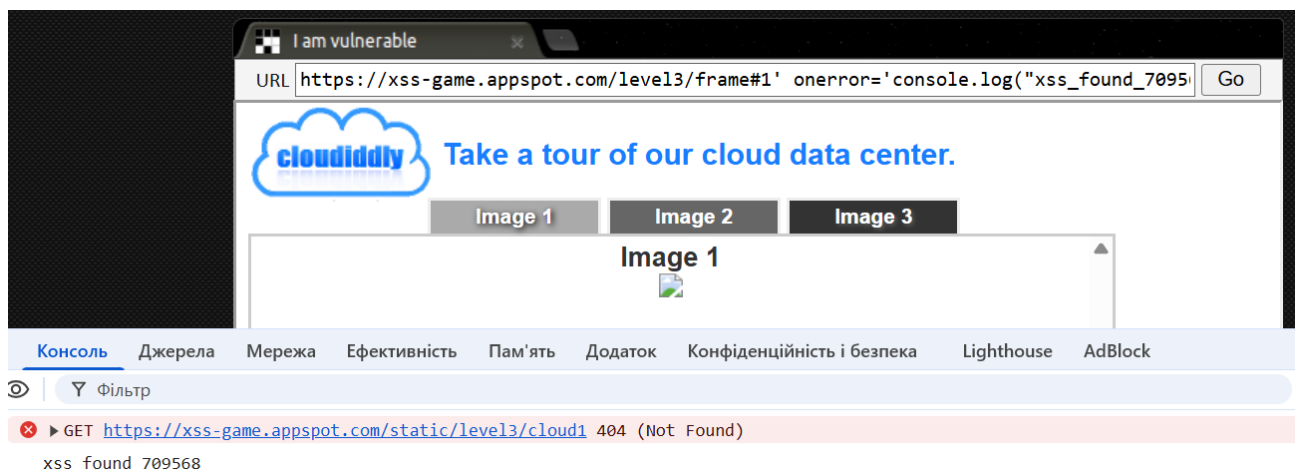 I am vulnerable
URL https://xss-game.appspot.com/level3/frame#1' onerror='console.log("xss_found_7095 Go
cloudiddly Take a tour of our cloud data center.
Image 1 Image 2 Image 3
Image 1
Консоль Джерела Мережа Ефективність Пам'ять Додаток Конфіденційність і безпека Lighthouse AdBlock
Фільтр
GET https://xss-game.appspot.com/static/level3/cloud1 404 (Not Found)
xss found 709568